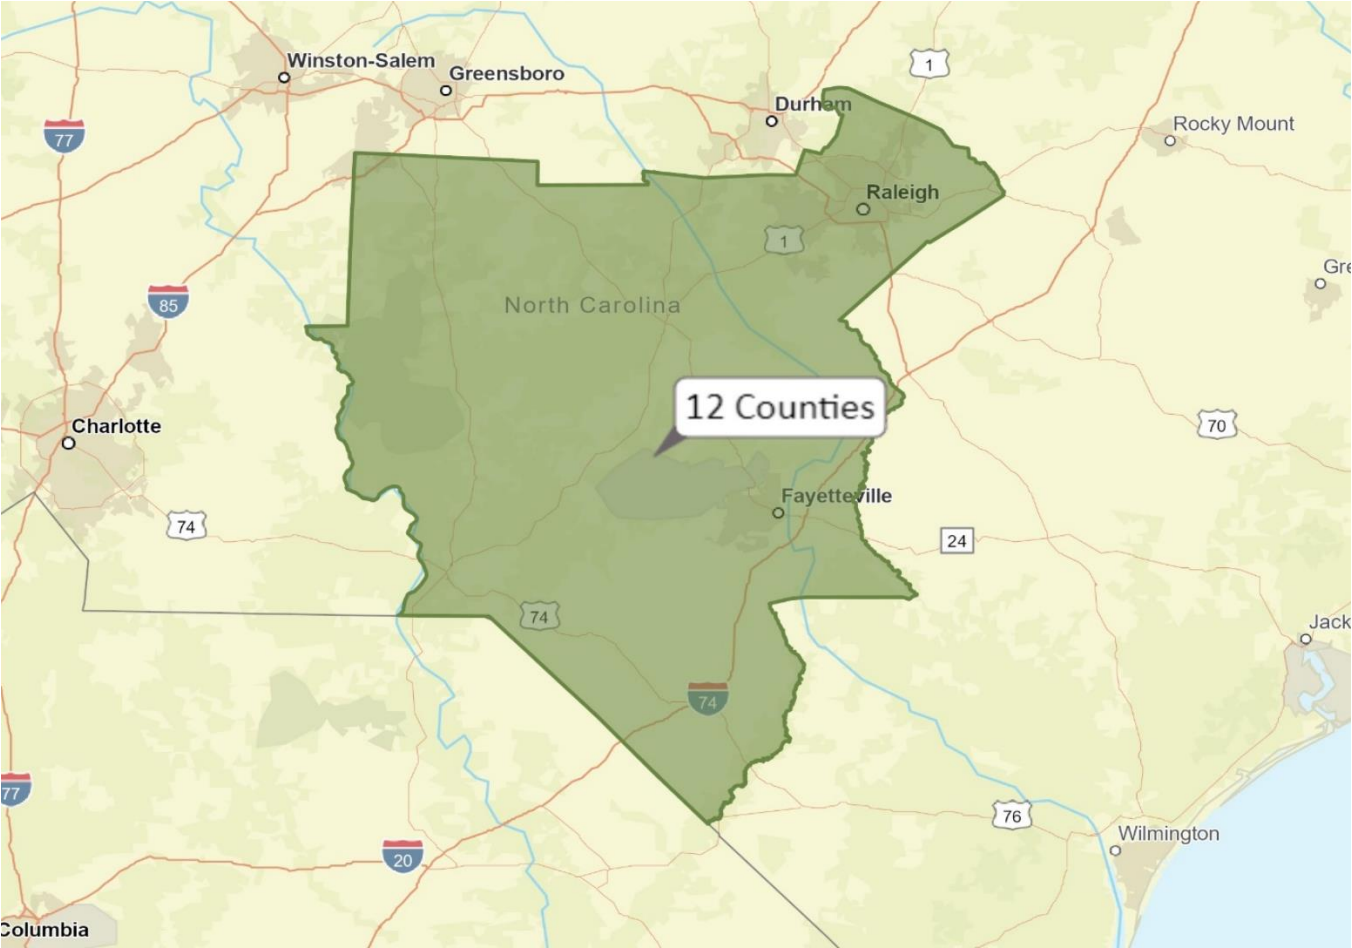 Winston-Salem
Greensboro
1
Durham
Rocky Mount
77
Raleigh
1
Gre
85
North Carolina
12 Counties
Charlotte
70
Fayetteville
74
24
74
Jack
74
77
76
Wilmington
20
Columbia